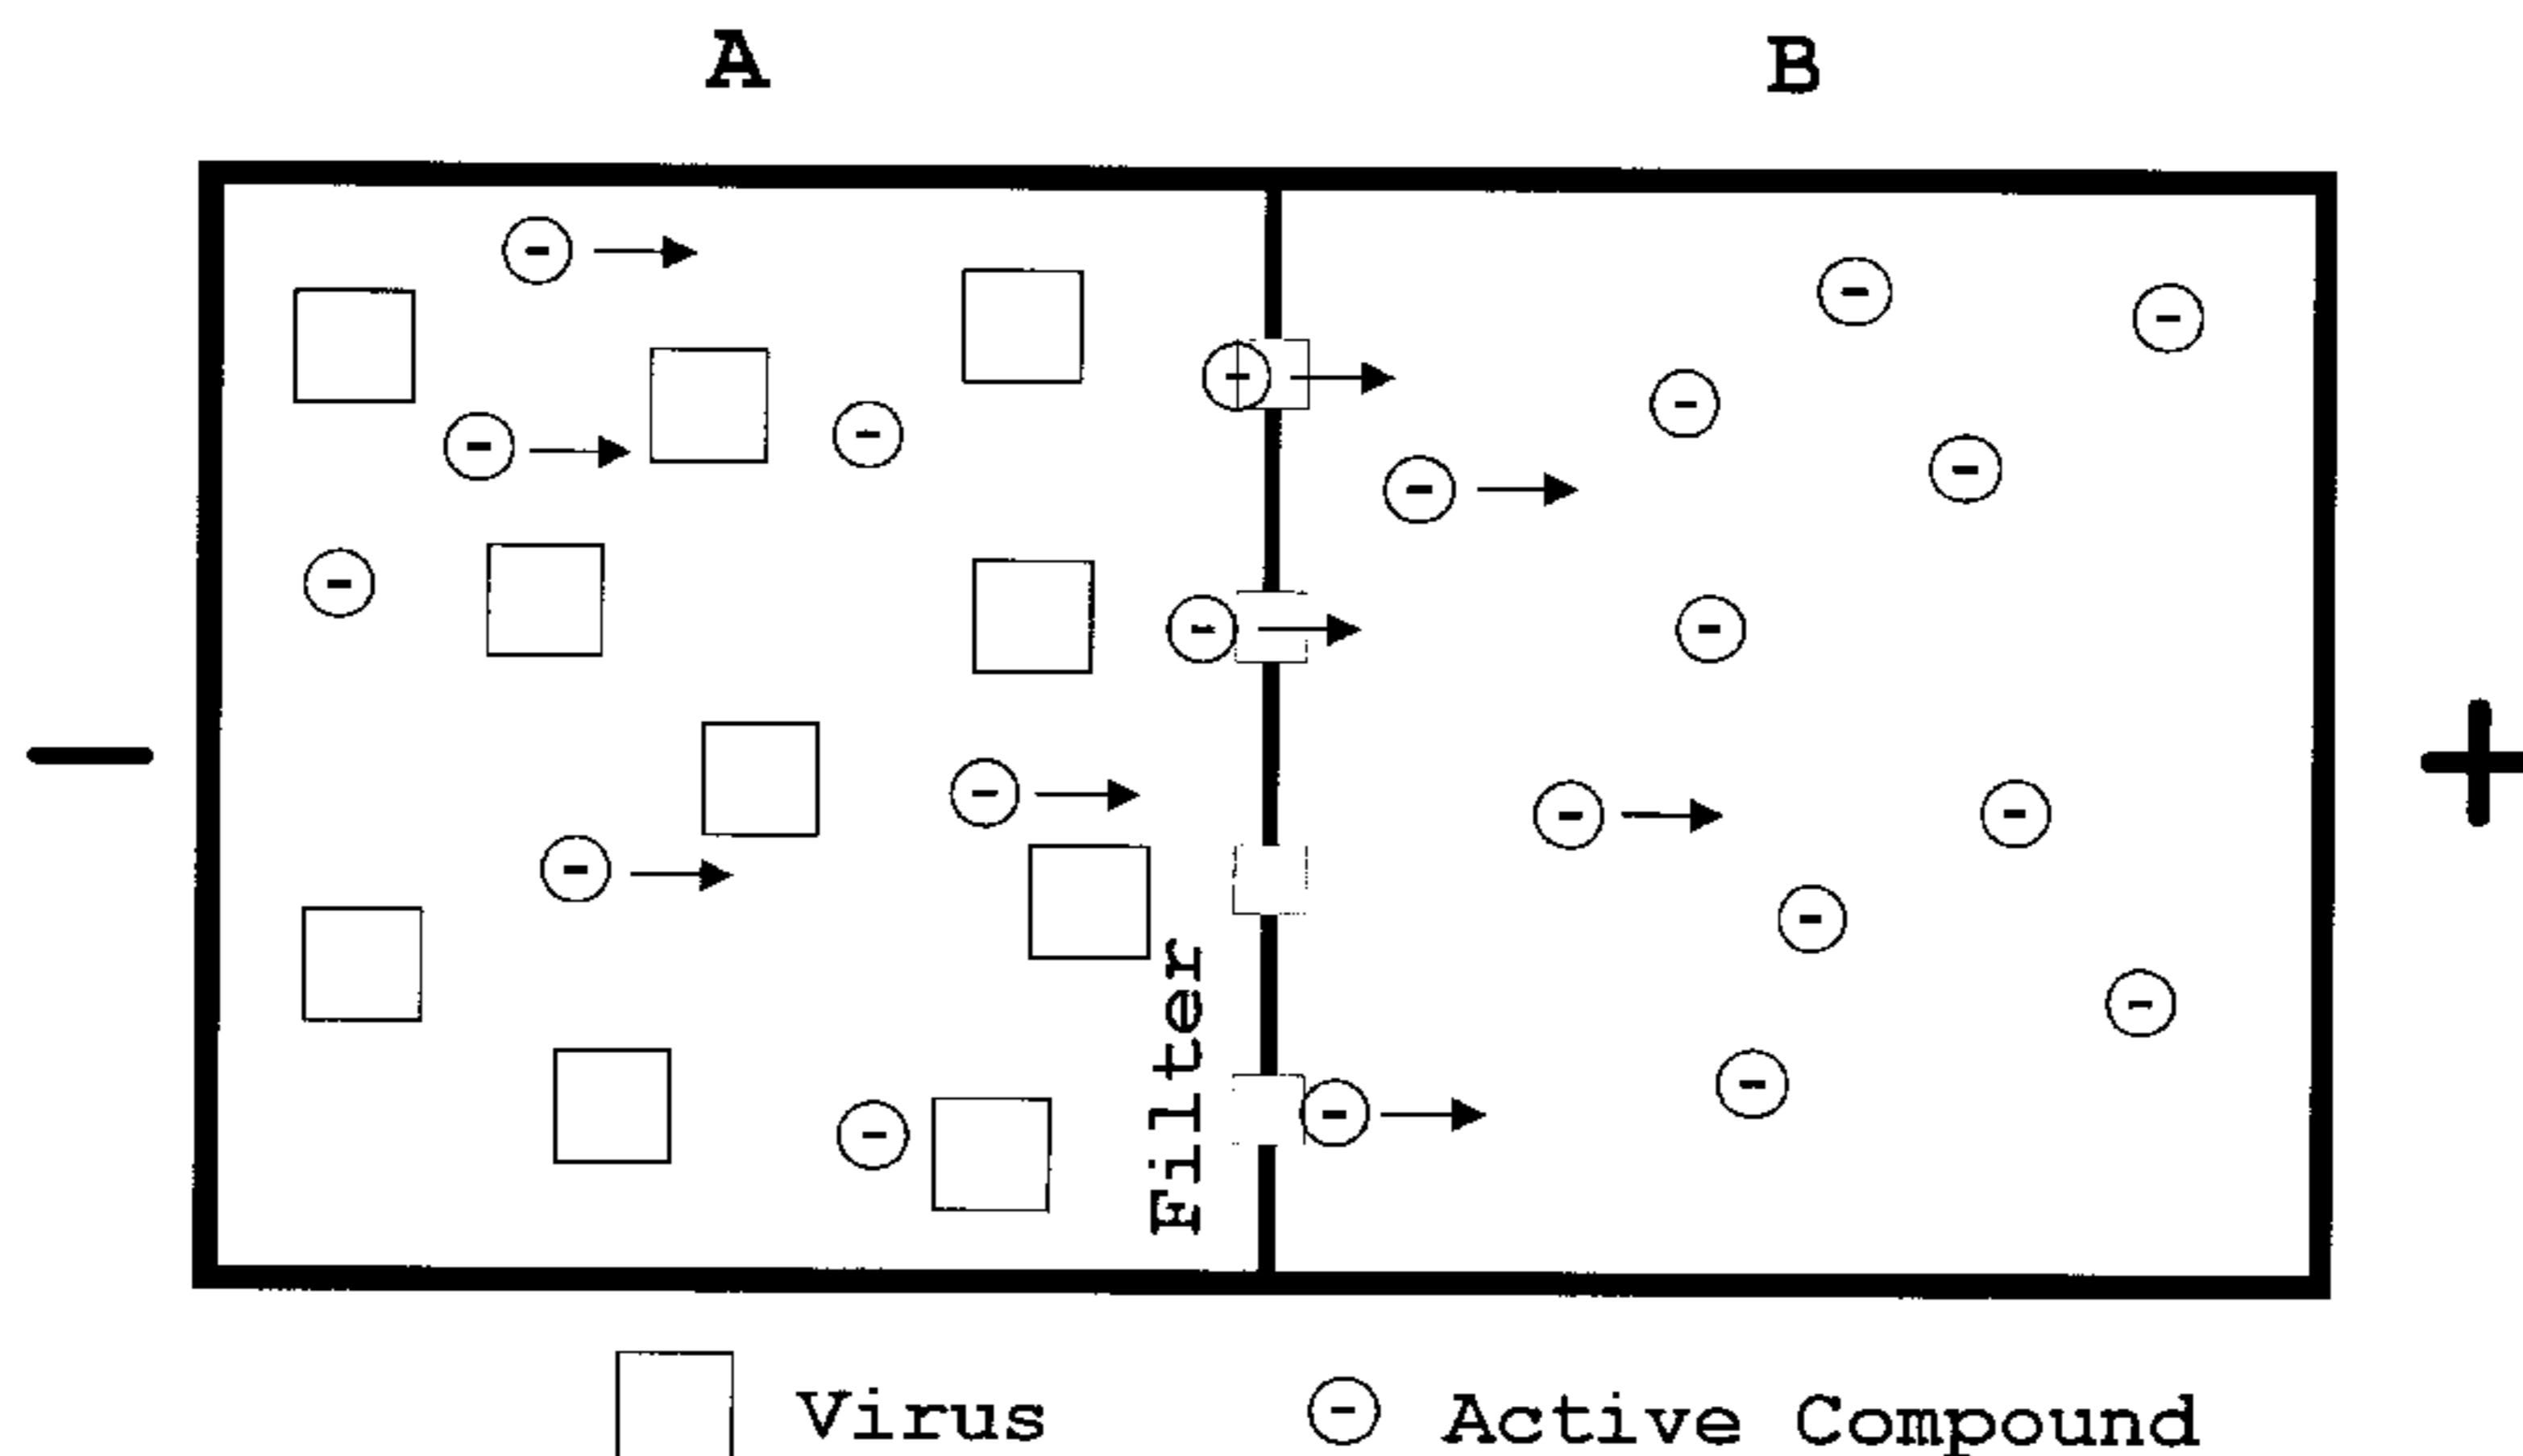 A
B
−
+
Filter
Virus
⊖ Active Compound